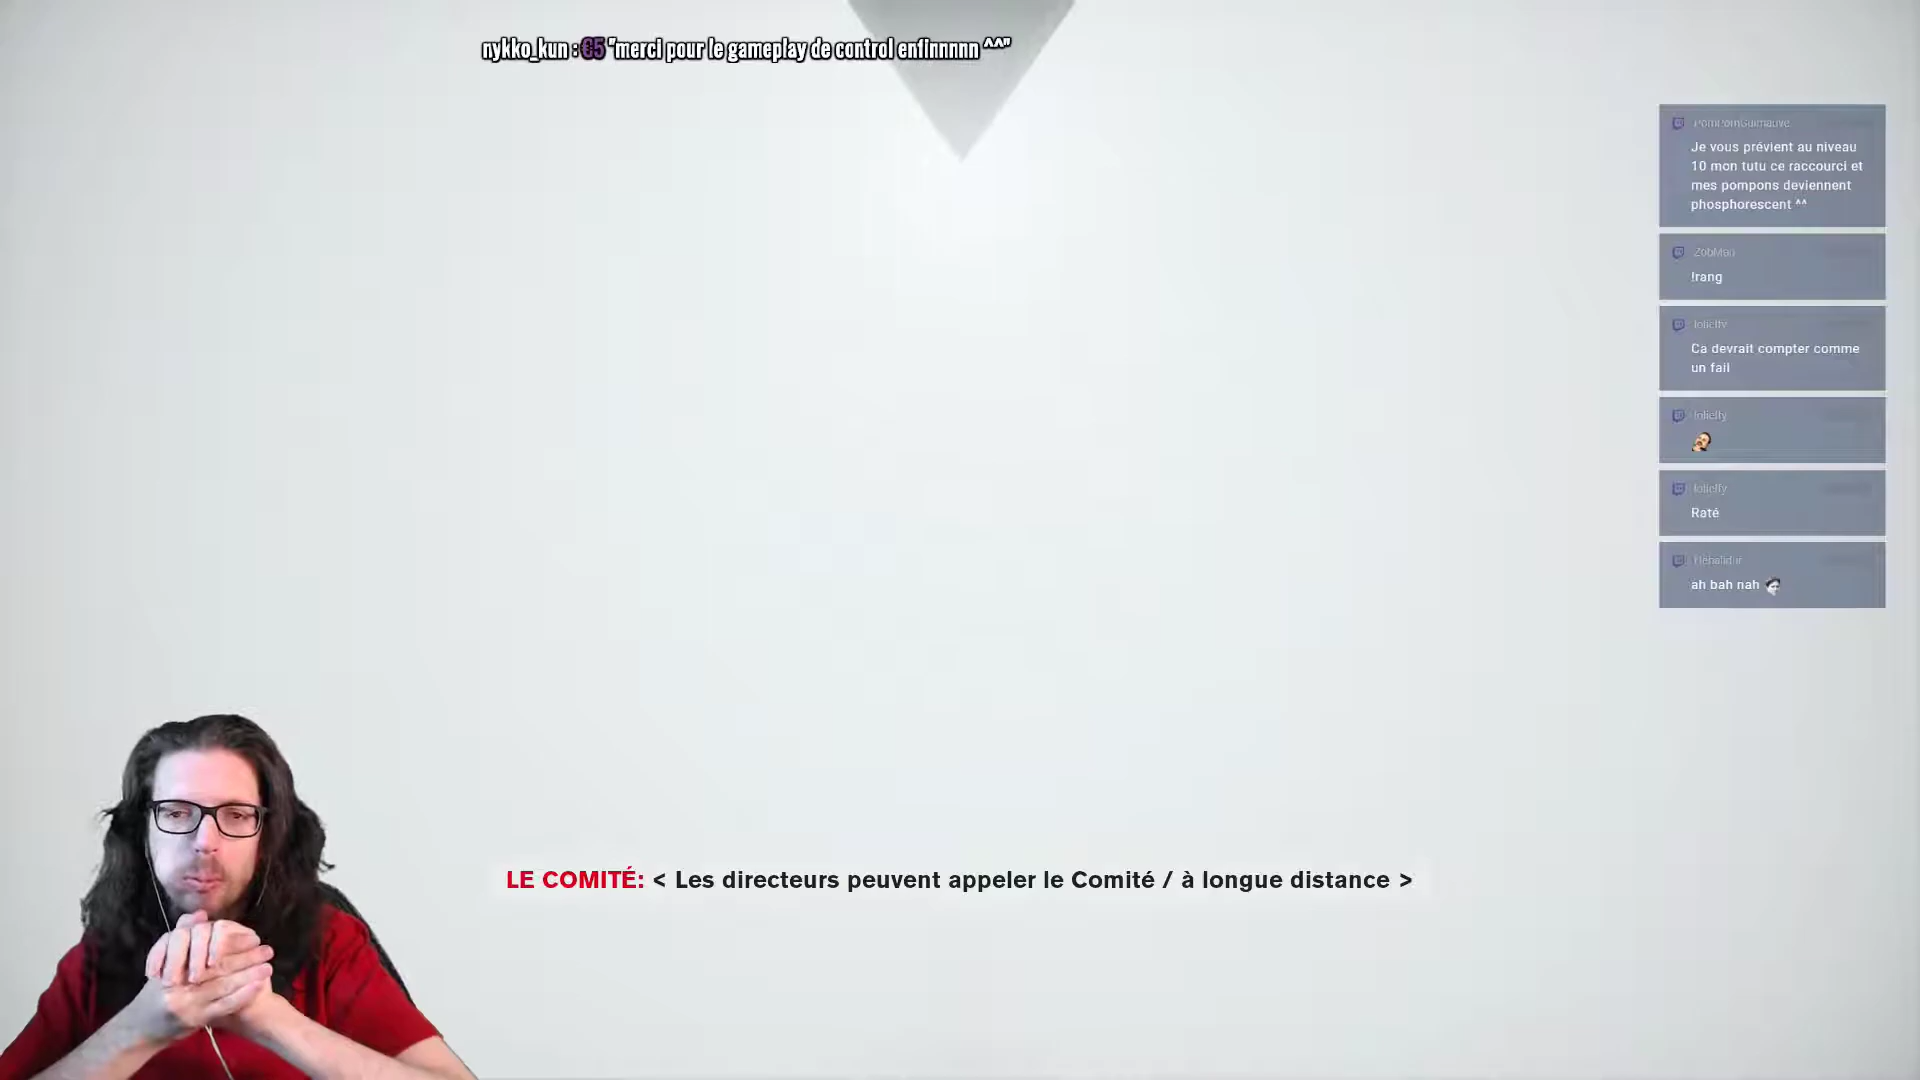 nykko_kun : €5 "merci pour le gameplay de control enfinnnnn ^^"
PomPomGuimauve
Je vous prévient au niveau
10 mon tutu ce raccourci et
mes pompons deviennent
phosphorescent ^^
ZobMan
!rang
Ca devrait compter comme
un fail
Raté
ah bah nah
LE COMITÉ: < Les directeurs peuvent appeler le Comité / à longue distance >